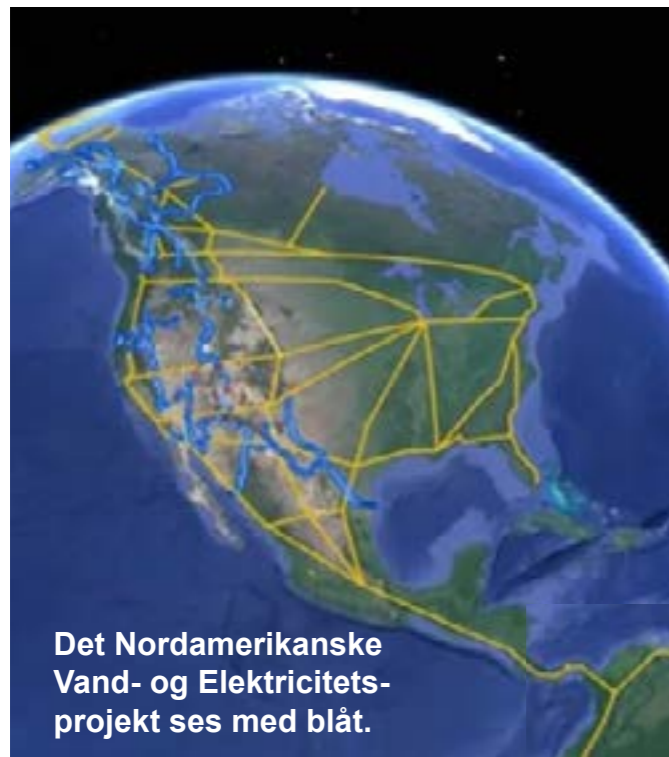 Det Nordamerikanske
Vand- og Elektricitets-
projekt ses med blåt.